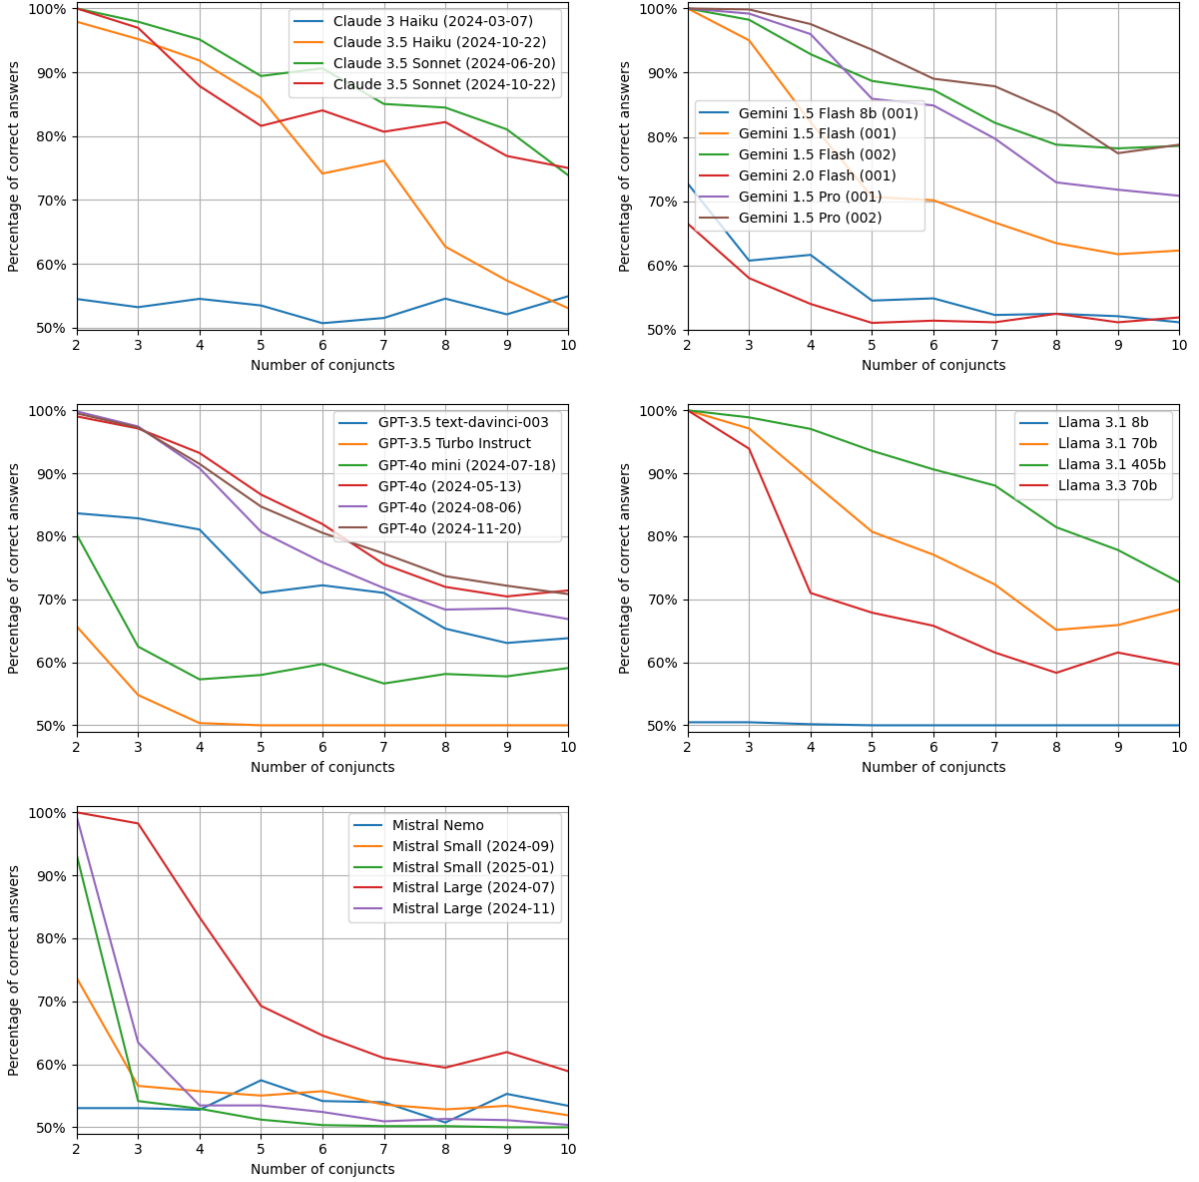 100%
90%
80%
70%
60%
50%
Percentage of correct answers
Claude 3 Haiku (2024-03-07)
Claude 3.5 Haiku (2024-10-22)
Claude 3.5 Sonnet (2024-06-20)
Claude 3.5 Sonnet (2024-10-22)
2 3 4 5 6 7 8 9 10
Number of conjuncts
100%
90%
80%
70%
60%
50%
Percentage of correct answers
Gemini 1.5 Flash 8b (001)
Gemini 1.5 Flash (001)
Gemini 1.5 Flash (002)
Gemini 2.0 Flash (001)
Gemini 1.5 Pro (001)
Gemini 1.5 Pro (002)
2 3 4 5 6 7 8 9 10
Number of conjuncts
100%
90%
80%
70%
60%
50%
Percentage of correct answers
GPT-3.5 text-davinci-003
GPT-3.5 Turbo Instruct
GPT-4o mini (2024-07-18)
GPT-4o (2024-05-13)
GPT-4o (2024-08-06)
GPT-4o (2024-11-20)
2 3 4 5 6 7 8 9 10
Number of conjuncts
100%
90%
80%
70%
60%
50%
Percentage of correct answers
Llama 3.1 8b
Llama 3.1 70b
Llama 3.1 405b
Llama 3.3 70b
2 3 4 5 6 7 8 9 10
Number of conjuncts
100%
90%
80%
70%
60%
50%
Percentage of correct answers
Mistral Nemo
Mistral Small (2024-09)
Mistral Small (2025-01)
Mistral Large (2024-07)
Mistral Large (2024-11)
2 3 4 5 6 7 8 9 10
Number of conjuncts